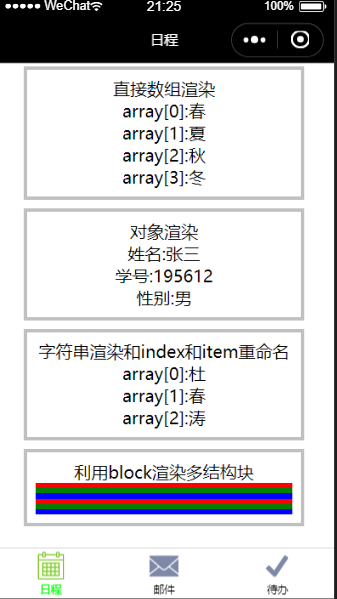 WeChat 21:25 100%
日程
直接数组渲染
array[0]:春
array[1]:夏
array[2]:秋
array[3]:冬
对象渲染
姓名:张三
学号:195612
性别:男
字符串渲染和index和item重命名
array[0]:杜
array[1]:春
array[2]:涛
利用block渲染多结构块
日程 邮件 待办